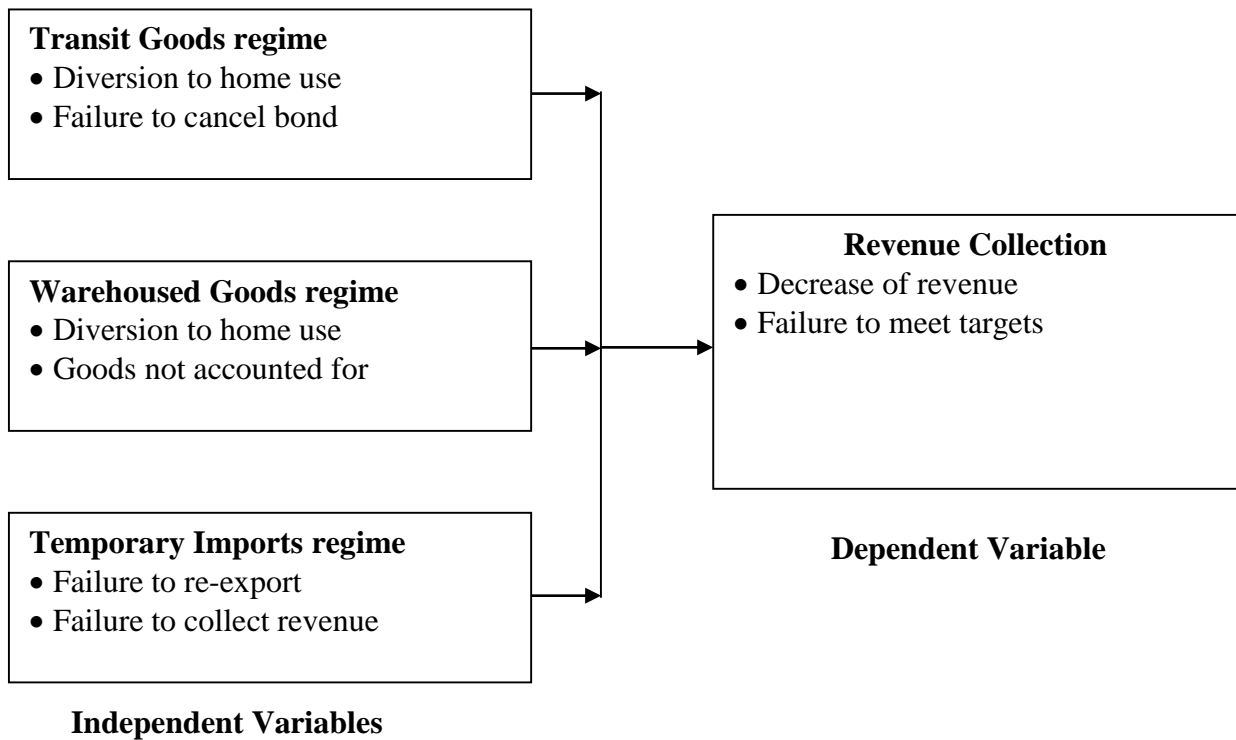 Transit Goods regime
• Diversion to home use
• Failure to cancel bond
Warehoused Goods regime
• Diversion to home use
• Goods not accounted for
Temporary Imports regime
• Failure to re-export
• Failure to collect revenue
Independent Variables
Revenue Collection
• Decrease of revenue
• Failure to meet targets
Dependent Variable